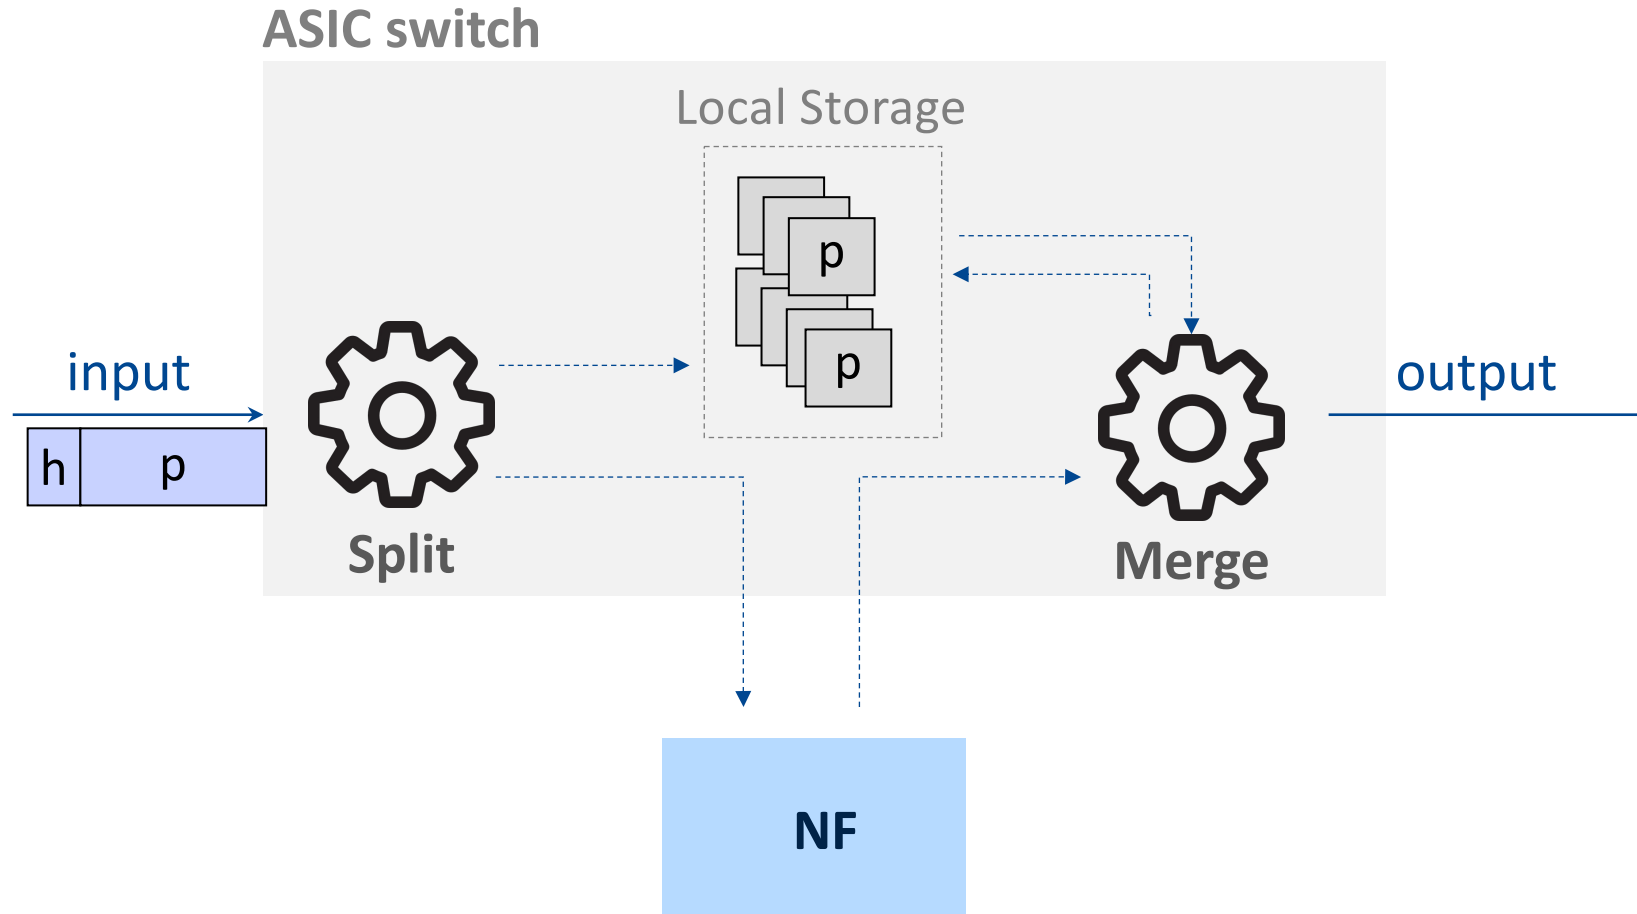 ASIC switch
Local Storage
p
p
input
output
h p
Split
Merge
NF